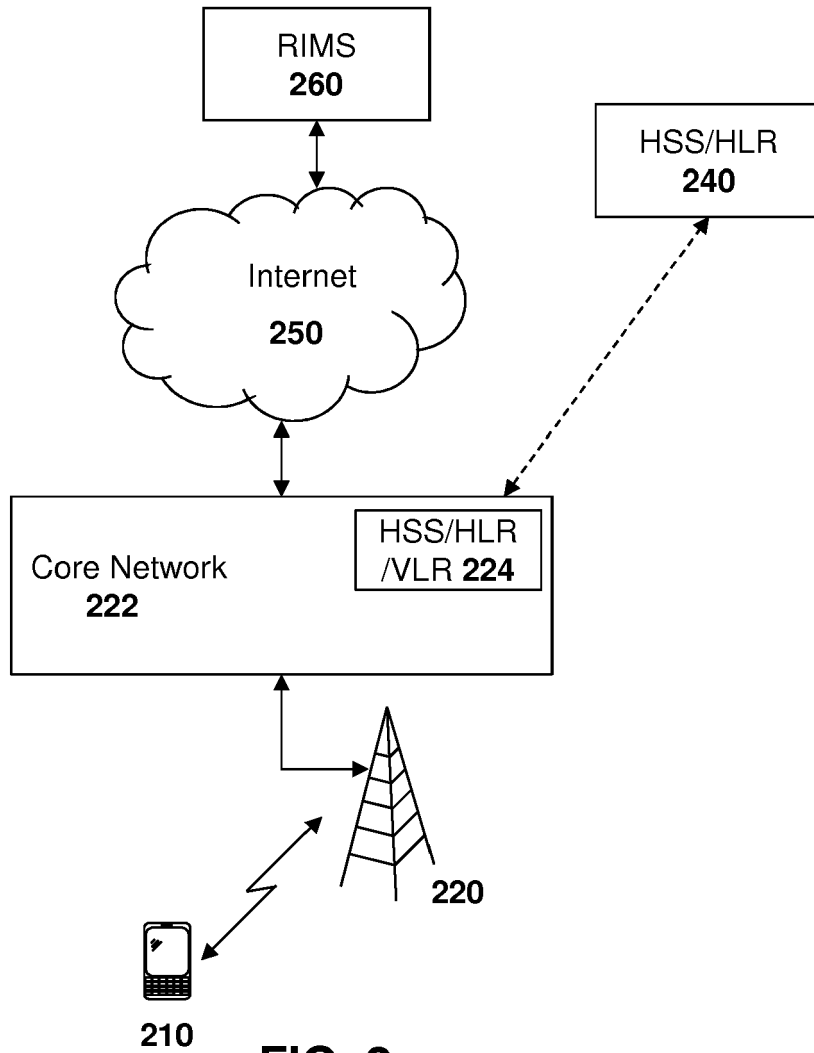 RIMS
260
HSS/HLR
240
Internet
250
HSS/HLR
/VLR 224
Core Network
222
220
210